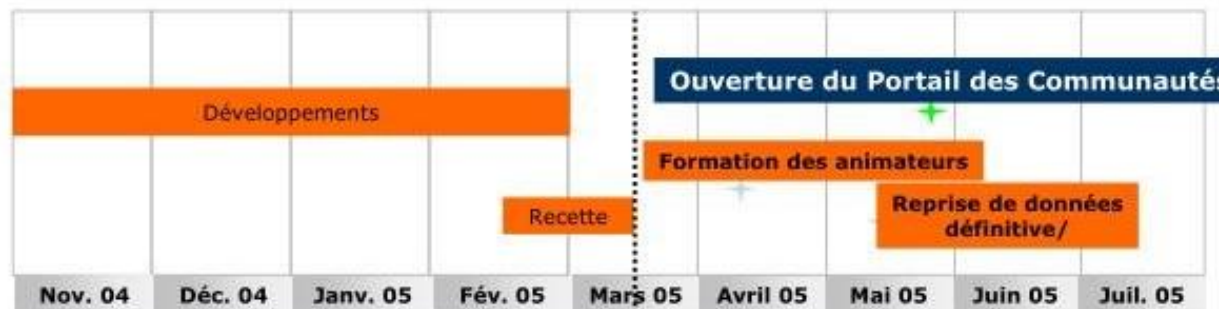 Ouverture du Portail des Communautés
Développements
Formation des animateurs
Recette
Reprise de données
définitive/
Nov. 04 Déc. 04 Janv. 05 Fév. 05 Mars 05 Avril 05 Mai 05 Juin 05 Juil. 05